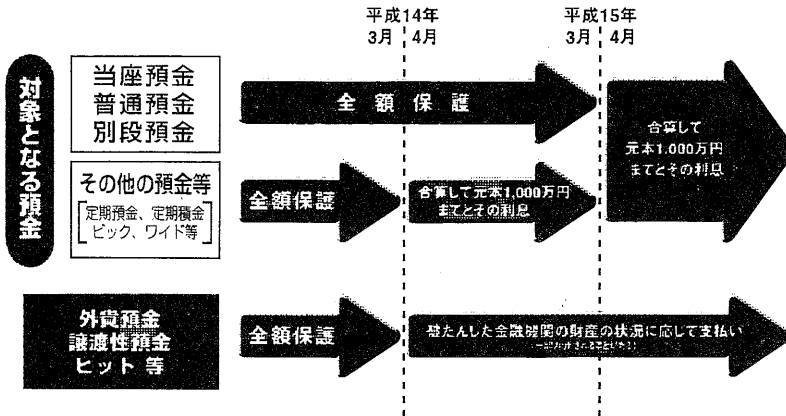 平成14年
3月 4月
平成15年
3月 4月
対象となる預金
当座預金
普通預金
別段預金
全額保護
合算して
元本1,000万円
までとその利息
その他の預金等
定期預金、定期積金
ビック、ワイド等
全額保護
合算して元本1,000万円
までとその利息
外貨預金
譲渡性預金
ヒット 等
全額保護
破たんした金融機関の財産の状況に応じて支払い